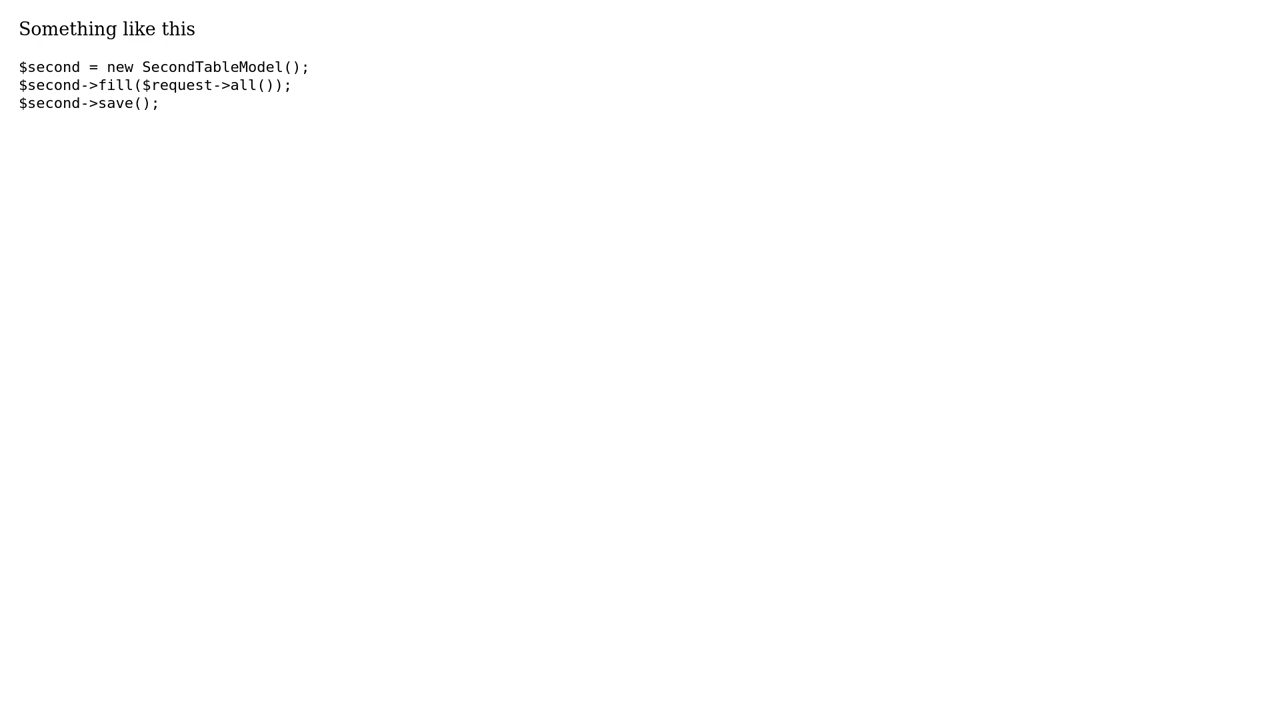 Something like this
$second = new SecondTableModel();
$second->fill($request->all());
$second->save();